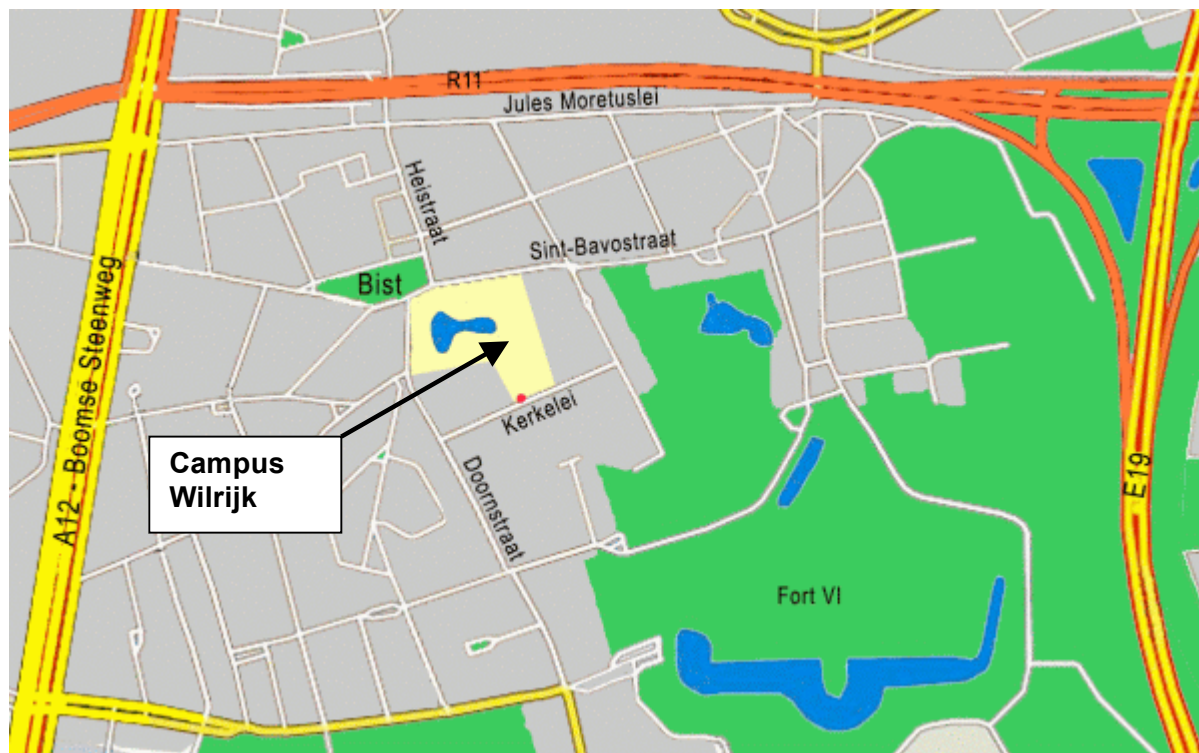 R11
Jules Moretuslei
Heistraat
Sint-Bavostraat
Bist
A12 - Boomse Steenweg
Kerkelei
Campus
Wilrijk
Doornstraat
E19
Fort VI